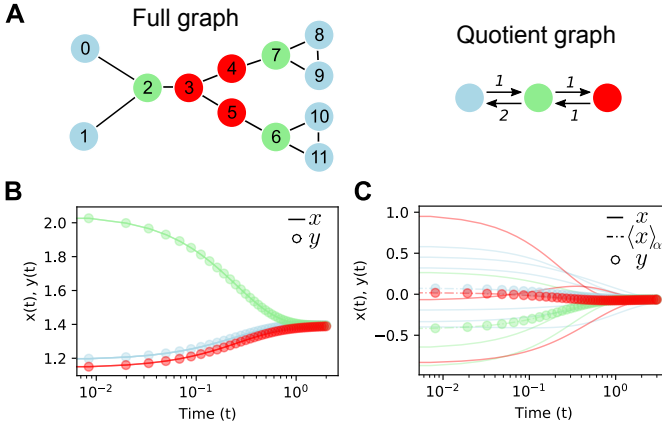 A
Full graph
Quotient graph
0
1
2
3
4
5
7
6
8
9
10
11
1
1
2
1
B
x
y
2.0
1.8
1.6
1.4
1.2
x(t), y(t)
10⁻²
10⁻¹
10⁰
Time (t)
C
x
⟨x⟩α
y
1.0
0.5
0.0
−0.5
x(t), y(t)
10⁻²
10⁻¹
10⁰
Time (t)